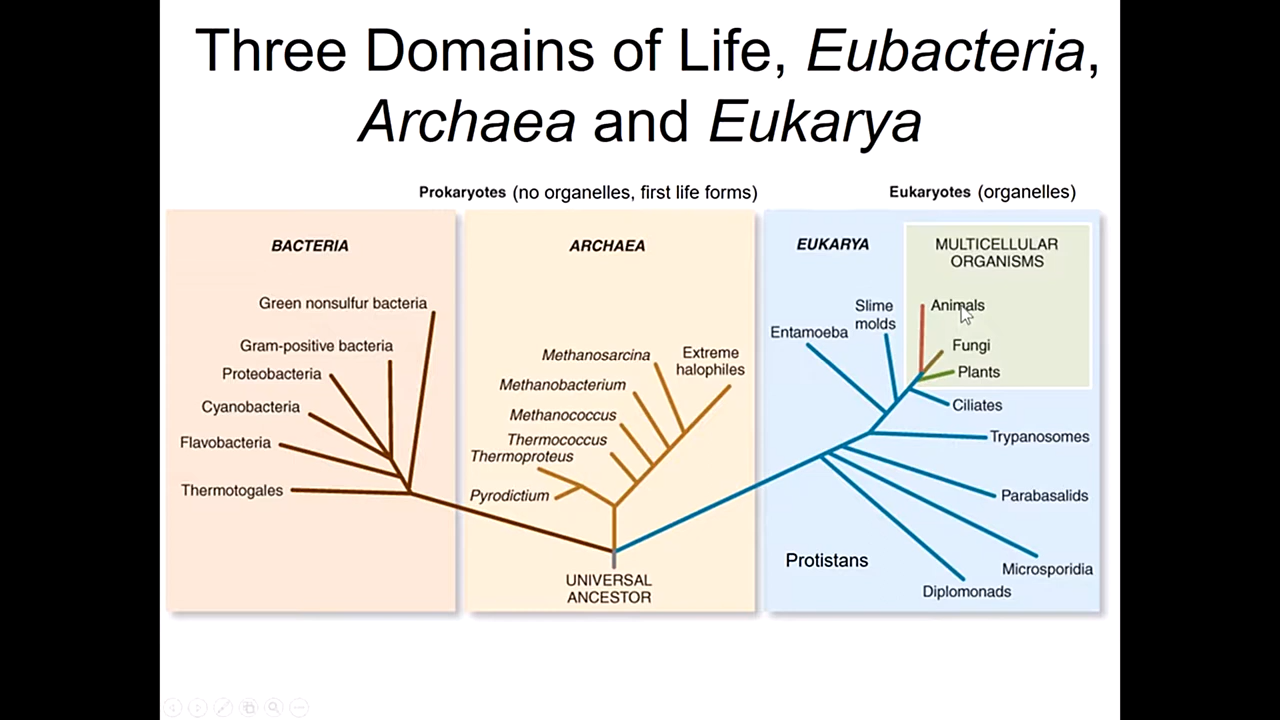 Three Domains of Life, Eubacteria,
Archaea and Eukarya
Prokaryotes (no organelles, first life forms)
Eukaryotes (organelles)
BACTERIA
Green nonsulfur bacteria
Gram-positive bacteria
Proteobacteria
Cyanobacteria
Flavobacteria
Thermotogales
ARCHAEA
Methanosarcina
Extreme
halophiles
Methanobacterium
Methanococcus
Thermococcus
Thermoproteus
Pyrodictium
UNIVERSAL
ANCESTOR
EUKARYA
MULTICELLULAR
ORGANISMS
Slime
molds
Animals
Entamoeba
Fungi
Plants
Ciliates
Trypanosomes
Parabasalids
Protistans
Microsporidia
Diplomonads